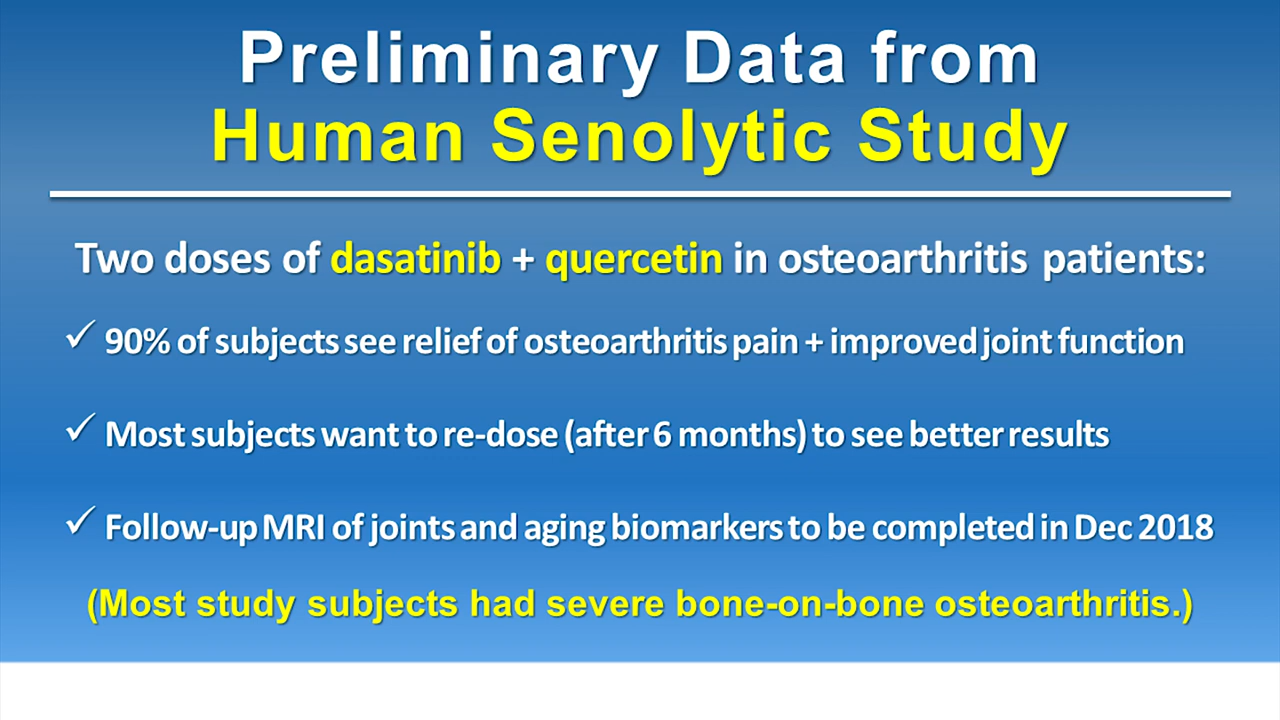 Preliminary Data from
Human Senolytic Study
Two doses of dasatinib + quercetin in osteoarthritis patients:
✓ 90% of subjects see relief of osteoarthritis pain + improved joint function
✓ Most subjects want to re-dose (after 6 months) to see better results
✓ Follow-up MRI of joints and aging biomarkers to be completed in Dec 2018
(Most study subjects had severe bone-on-bone osteoarthritis.)